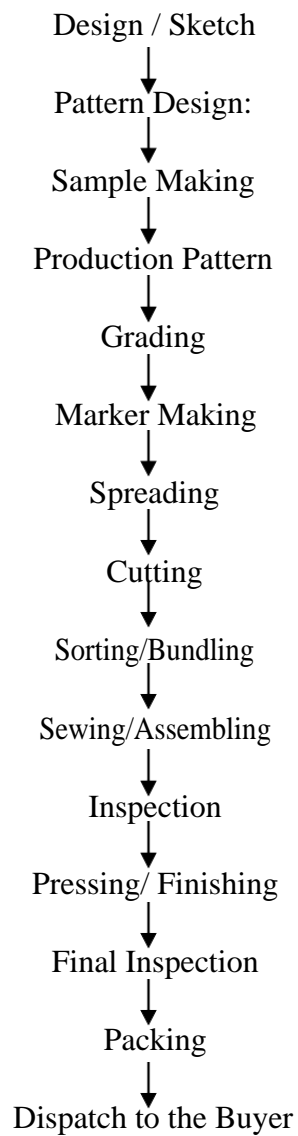 Design / Sketch
Pattern Design:
Sample Making
Production Pattern
Grading
Marker Making
Spreading
Cutting
Sorting/Bundling
Sewing/Assembling
Inspection
Pressing/ Finishing
Final Inspection
Packing
Dispatch to the Buyer